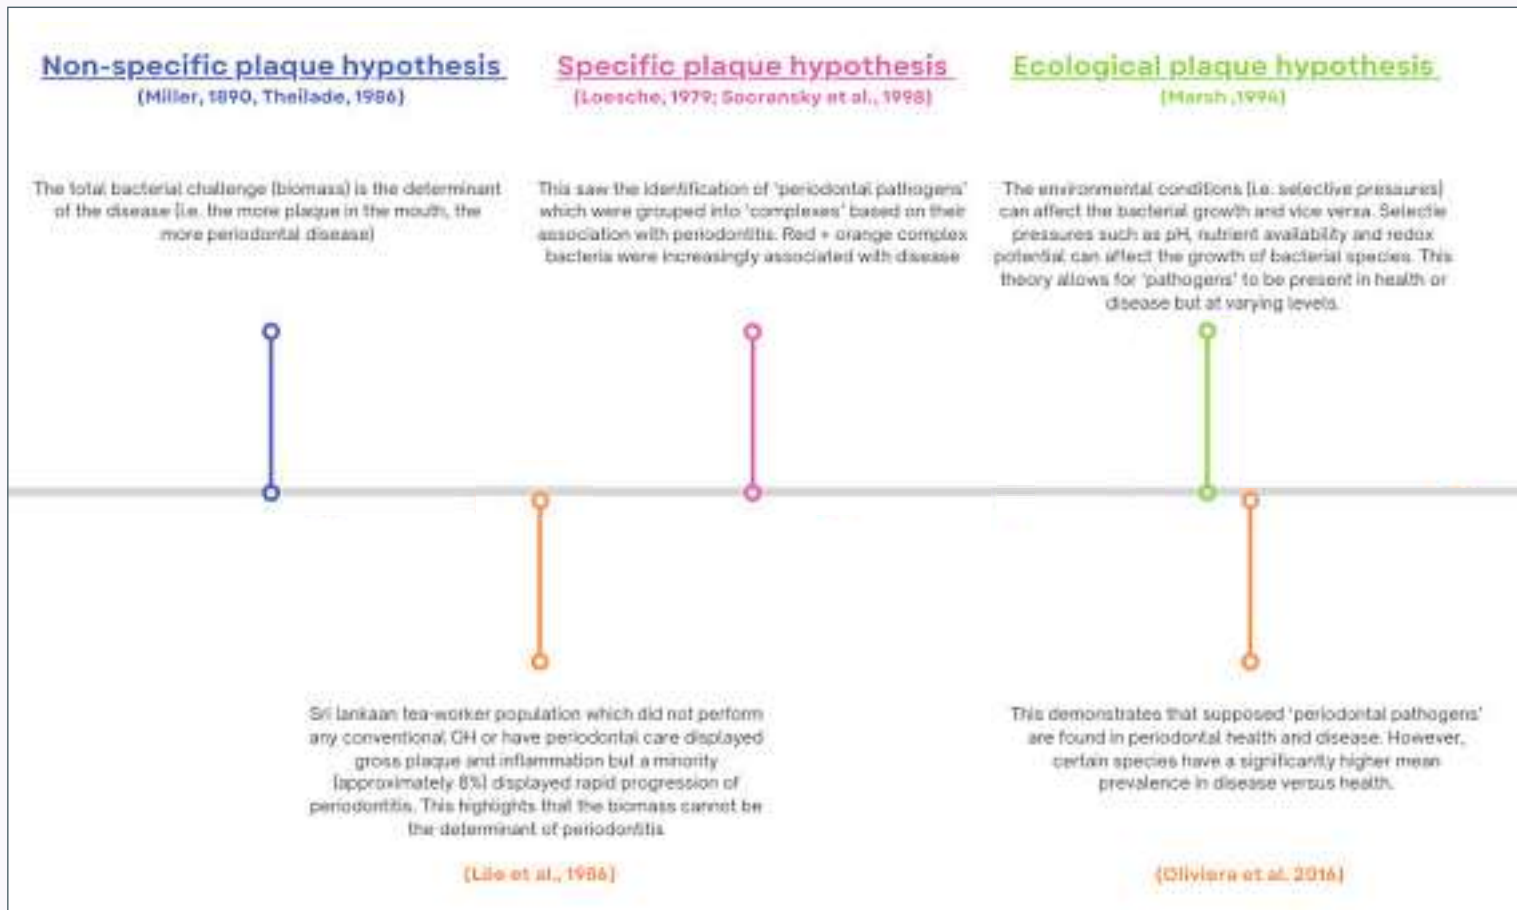 Non-specific plaque hypothesis
(Miller, 1890, Theilade, 1986)
The total bacterial challenge (biomass) is the determinant
of the disease (i.e. the more plaque in the mouth, the
more periodontal disease)
Specific plaque hypothesis
(Loesche, 1979; Socransky et al., 1998)
This saw the identification of 'periodontal pathogens'
which were grouped into 'complexes' based on their
association with periodontitis. Red + orange complex
bacteria were increasingly associated with disease
Ecological plaque hypothesis
(Marsh ,1994)
The environmental conditions (i.e. selective pressures)
can affect the bacterial growth and vice versa. Selectie
pressures such as pH, nutrient availability and redox
potential can affect the growth of bacterial species. This
theory allows for 'pathogens' to be present in health or
disease but at varying levels.
Sri lankaan tea-worker population which did not perform
any conventional OH or have periodontal care displayed
gross plaque and inflammation but a minority
(approximately 8%) displayed rapid progression of
periodontitis. This highlights that the biomass cannot be
the determinant of periodontitis
(Löe et al., 1986)
This demonstrates that supposed 'periodontal pathogens'
are found in periodontal health and disease. However,
certain species have a significantly higher mean
prevalence in disease versus health.
(Oliviera et al. 2016)